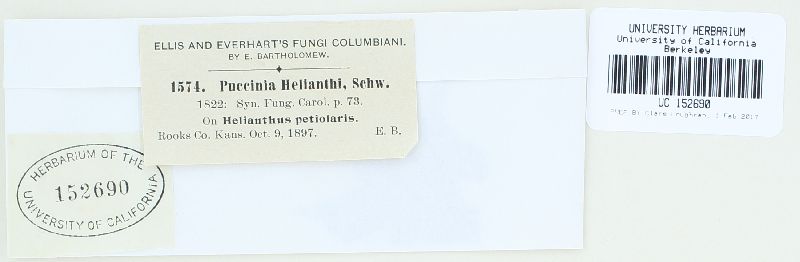 ELLIS AND EVERHART'S FUNGI COLUMBIANI.
BY E. BARTHOLOMEW.
1574. Puccinia Helianthi, Schw.
1822: Syn. Fung. Carol. p. 73.
On Helianthus petiolaris.
Rooks Co. Kans. Oct. 9, 1897. E. B.
HERBARIUM OF THE
152690
UNIVERSITY OF CALIFORNIA
UNIVERSITY HERBARIUM
University of California
Berkeley
UC 152690
2017